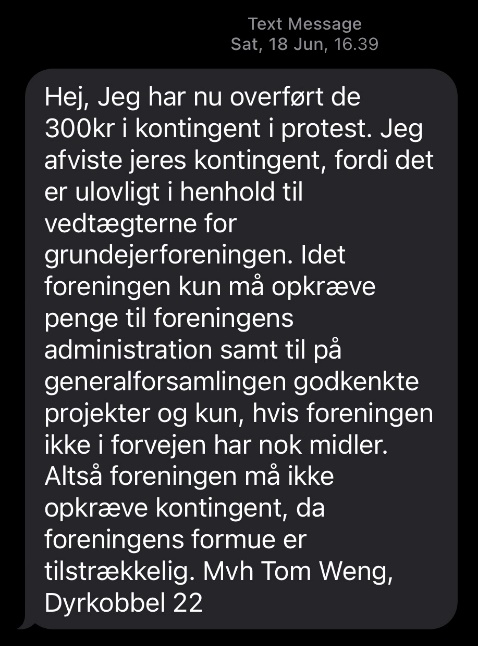 Text Message
Sat, 18 Jun, 16.39
Hej, Jeg har nu overført de
300kr i kontingent i protest. Jeg
afviste jeres kontingent, fordi det
er ulovligt i henhold til
vedtægterne for
grundejerforeningen. Idet
foreningen kun må opkræve
penge til foreningens
administration samt til på
generalforsamlingen godkenkte
projekter og kun, hvis foreningen
ikke i forvejen har nok midler.
Altså foreningen må ikke
opkræve kontingent, da
foreningens formue er
tilstrækkelig. Mvh Tom Weng,
Dyrkobbel 22